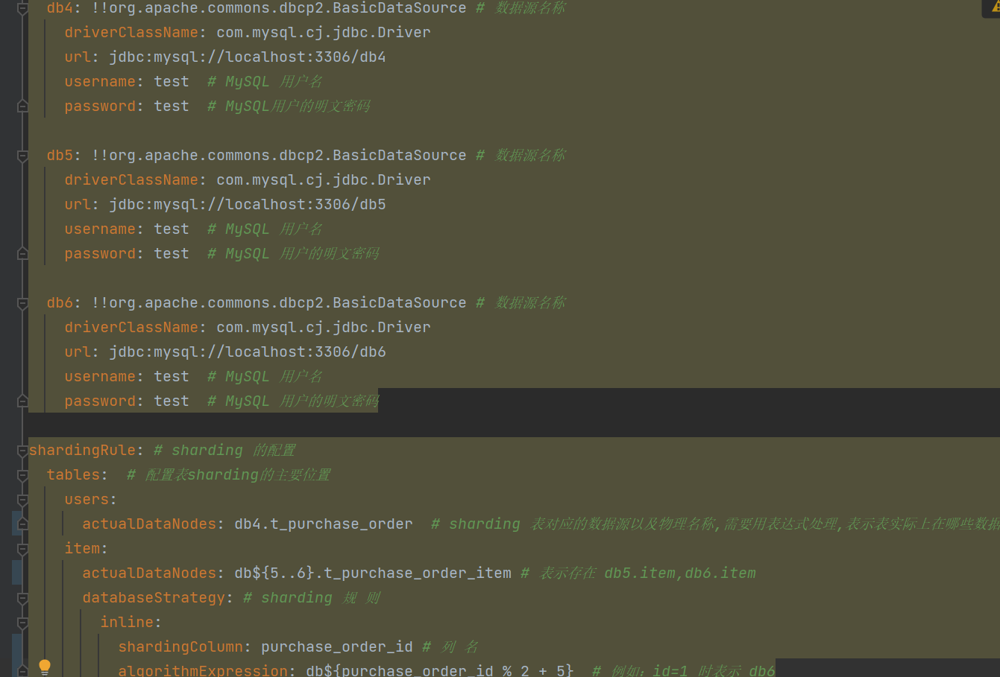 db4: !!org.apache.commons.dbcp2.BasicDataSource # 数据源名称
driverClassName: com.mysql.cj.jdbc.Driver
url: jdbc:mysql://localhost:3306/db4
username: test  # MySQL 用户名
password: test  # MySQL用户的明文密码
db5: !!org.apache.commons.dbcp2.BasicDataSource # 数据源名称
driverClassName: com.mysql.cj.jdbc.Driver
url: jdbc:mysql://localhost:3306/db5
username: test  # MySQL 用户名
password: test  # MySQL 用户的明文密码
db6: !!org.apache.commons.dbcp2.BasicDataSource # 数据源名称
driverClassName: com.mysql.cj.jdbc.Driver
url: jdbc:mysql://localhost:3306/db6
username: test  # MySQL 用户名
password: test  # MySQL 用户的明文密码
shardingRule: # sharding 的配置
tables:  # 配置表sharding的主要位置
users:
actualDataNodes: db4.t_purchase_order  # sharding 表对应的数据源以及物理名称,需要用表达式处理,表示表实际上在哪些数据
item:
actualDataNodes: db${5..6}.t_purchase_order_item # 表示存在 db5.item,db6.item
databaseStrategy: # sharding 规 则
inline:
shardingColumn: purchase_order_id # 列 名
algorithmExpression: db${purchase_order_id % 2 + 5}  # 例如：id=1 时表示 db6